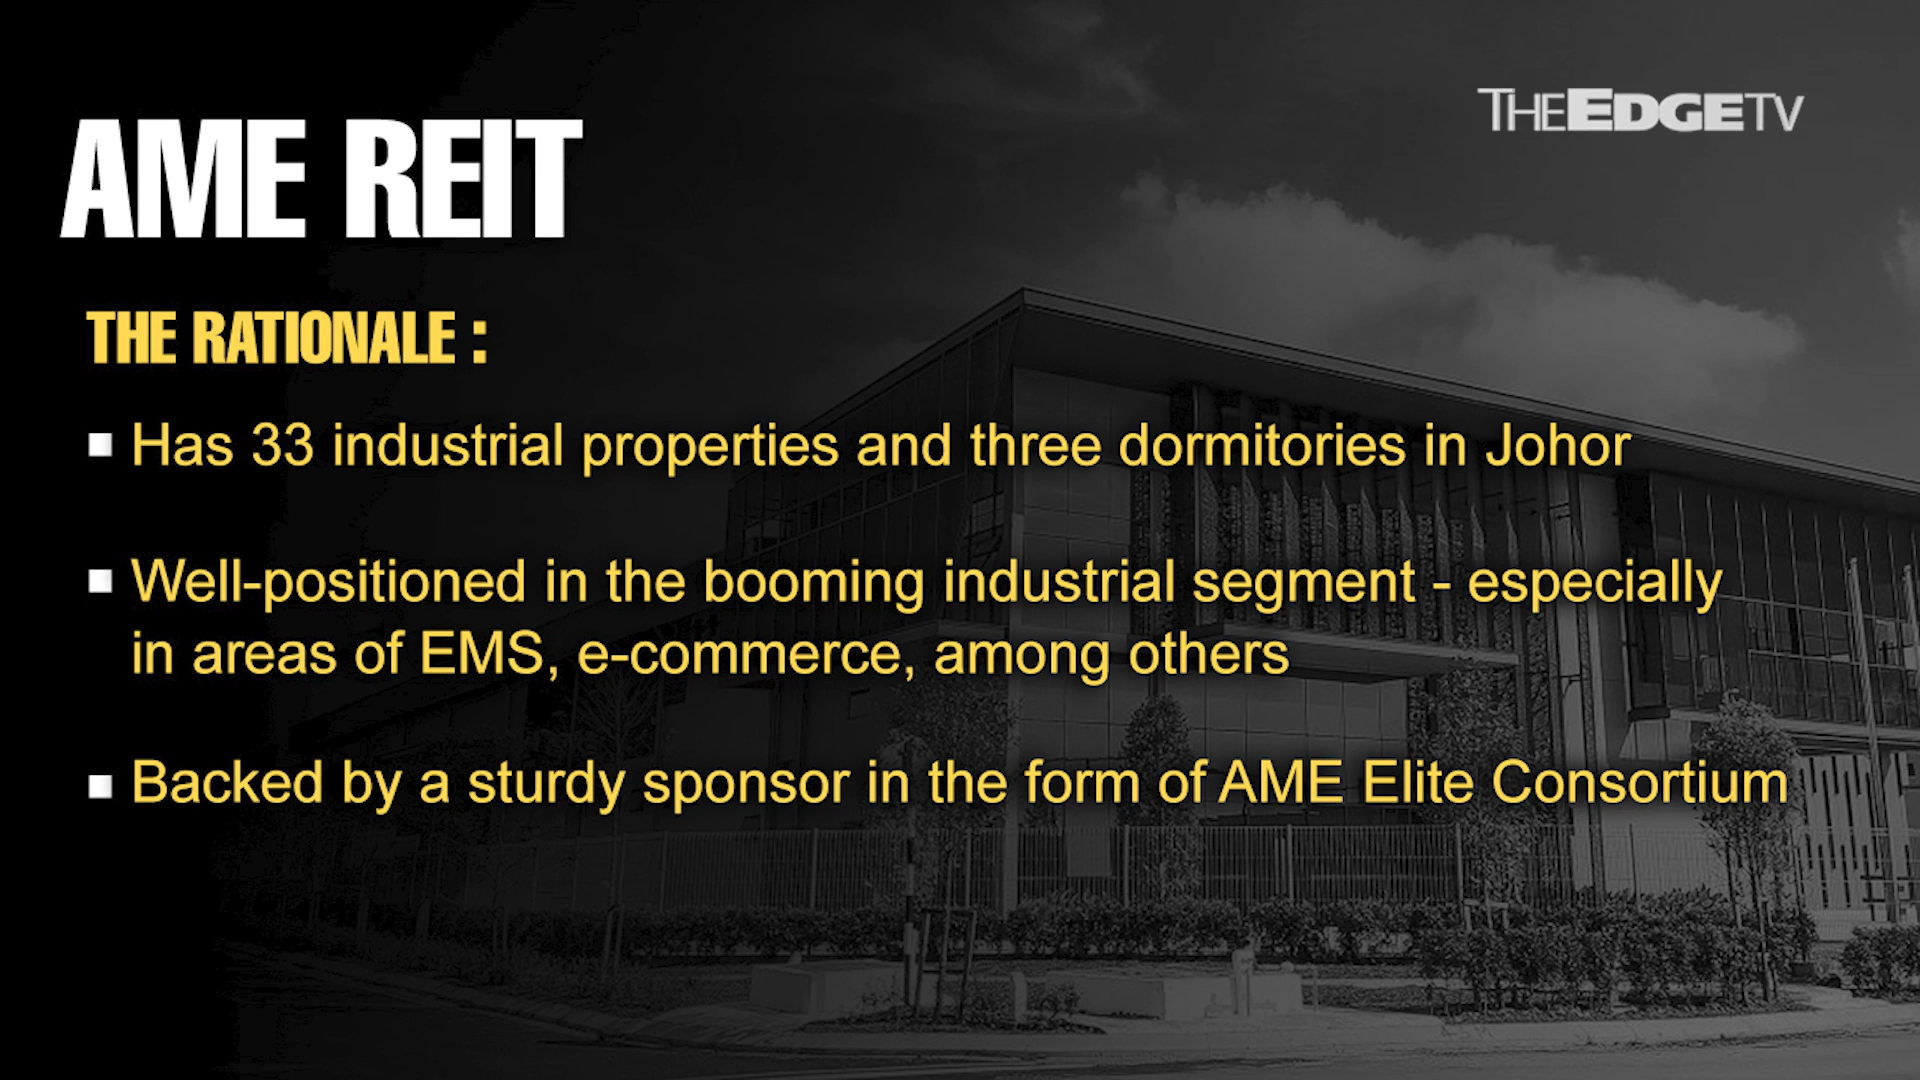 THEEDGETV
AME REIT
THE RATIONALE :
Has 33 industrial properties and three dormitories in Johor
Well-positioned in the booming industrial segment - especially
in areas of EMS, e-commerce, among others
Backed by a sturdy sponsor in the form of AME Elite Consortium